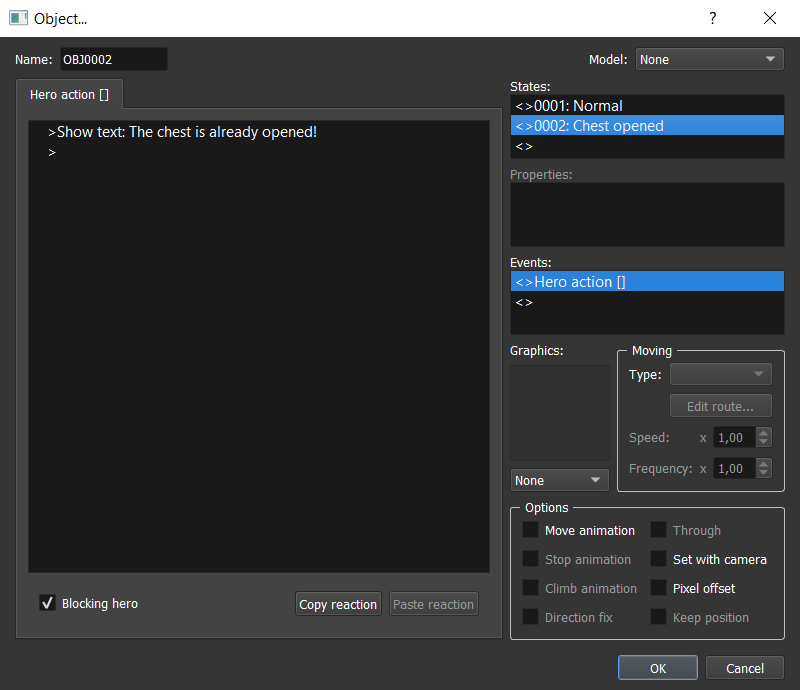 Object...
?
Name: OBJ0002
Model: None
Hero action []
>Show text: The chest is already opened!
>
Blocking hero
Copy reaction
Paste reaction
States:
<>0001: Normal
<>0002: Chest opened
<>
Properties:
Events:
<>Hero action []
<>
Graphics:
None
Moving
Type:
Edit route...
Speed: x 1,00
Frequency: x 1,00
Options
Move animation
Through
Stop animation
Set with camera
Climb animation
Pixel offset
Direction fix
Keep position
OK
Cancel